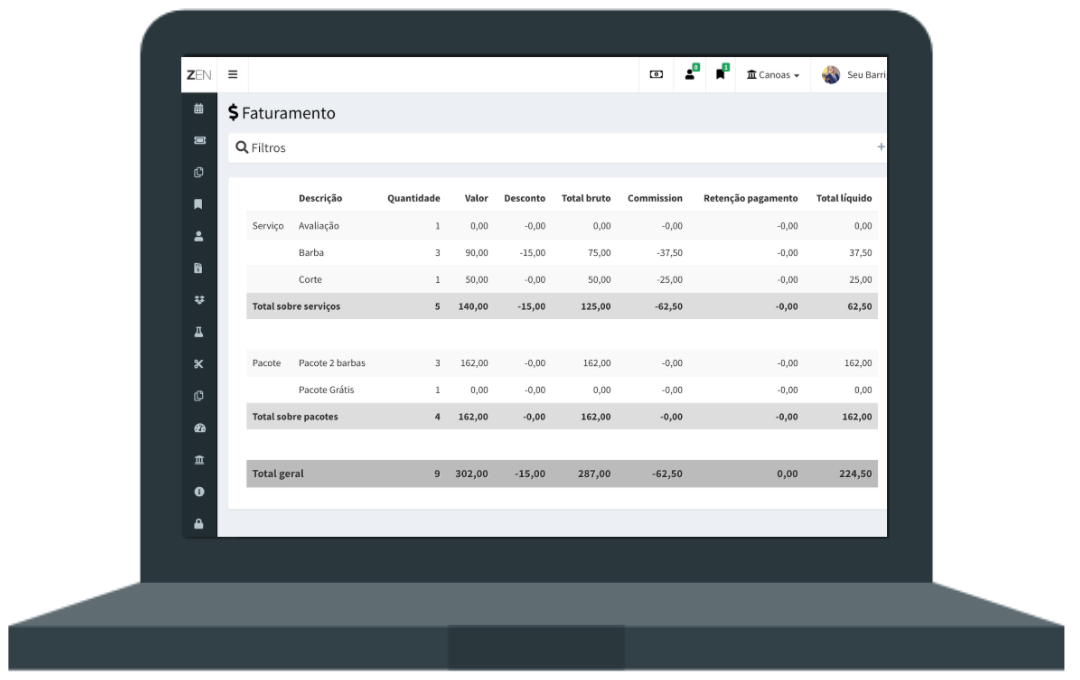 ZEN
0
1
Canoas
Seu Barri
$ Faturamento
Filtros
+
Descrição Quantidade Valor Desconto Total bruto Commission Retenção pagamento Total líquido
Serviço Avaliação 1 0,00 -0,00 0,00 -0,00 -0,00 0,00
Barba 3 90,00 -15,00 75,00 -37,50 -0,00 37,50
Corte 1 50,00 -0,00 50,00 -25,00 -0,00 25,00
Total sobre serviços 5 140,00 -15,00 125,00 -62,50 -0,00 62,50
Pacote Pacote 2 barbas 3 162,00 -0,00 162,00 -0,00 -0,00 162,00
Pacote Grátis 1 0,00 -0,00 0,00 -0,00 -0,00 0,00
Total sobre pacotes 4 162,00 -0,00 162,00 -0,00 -0,00 162,00
Total geral 9 302,00 -15,00 287,00 -62,50 0,00 224,50